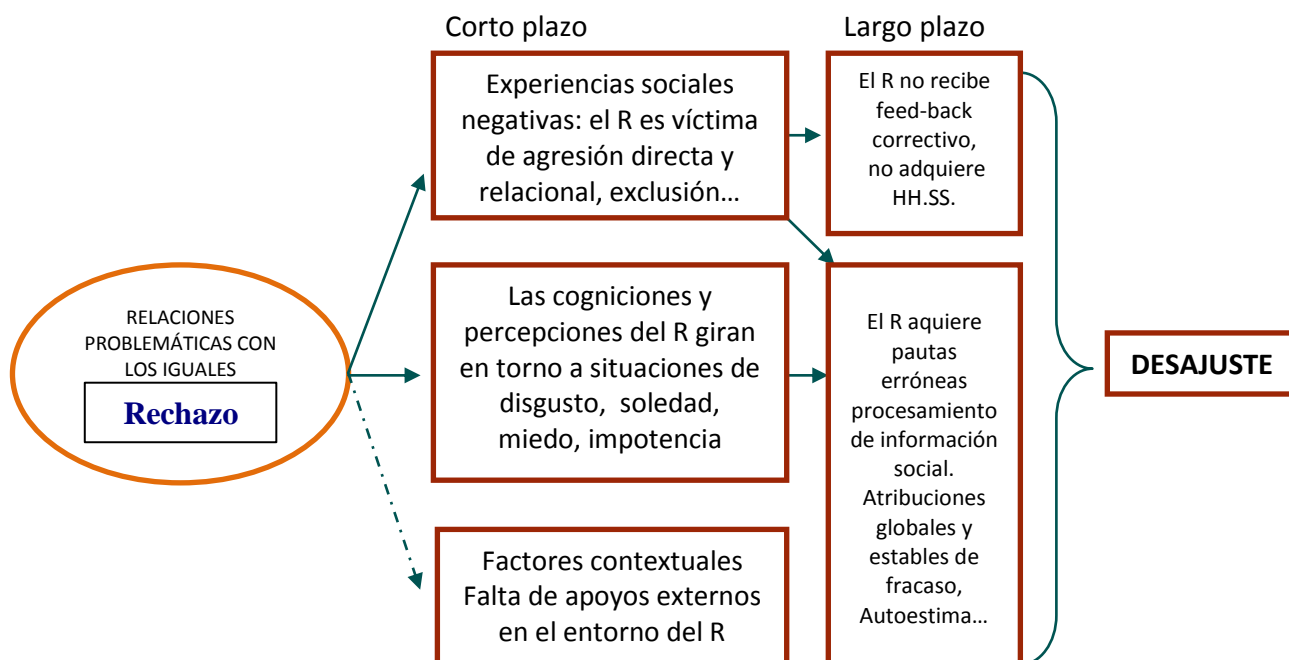 Corto plazo
Largo plazo
RELACIONES
PROBLEMÁTICAS CON
LOS IGUALES
Rechazo
Experiencias sociales
negativas: el R es víctima
de agresión directa y
relacional, exclusión…
Las cogniciones y
percepciones del R giran
en torno a situaciones de
disgusto, soledad,
miedo, impotencia
Factores contextuales
Falta de apoyos externos
en el entorno del R
El R no recibe
feed-back
correctivo,
no adquiere
HH.SS.
El R aquiere
pautas
erróneas
procesamiento
de información
social.
Atribuciones
globales y
estables de
fracaso,
Autoestima…
DESAJUSTE